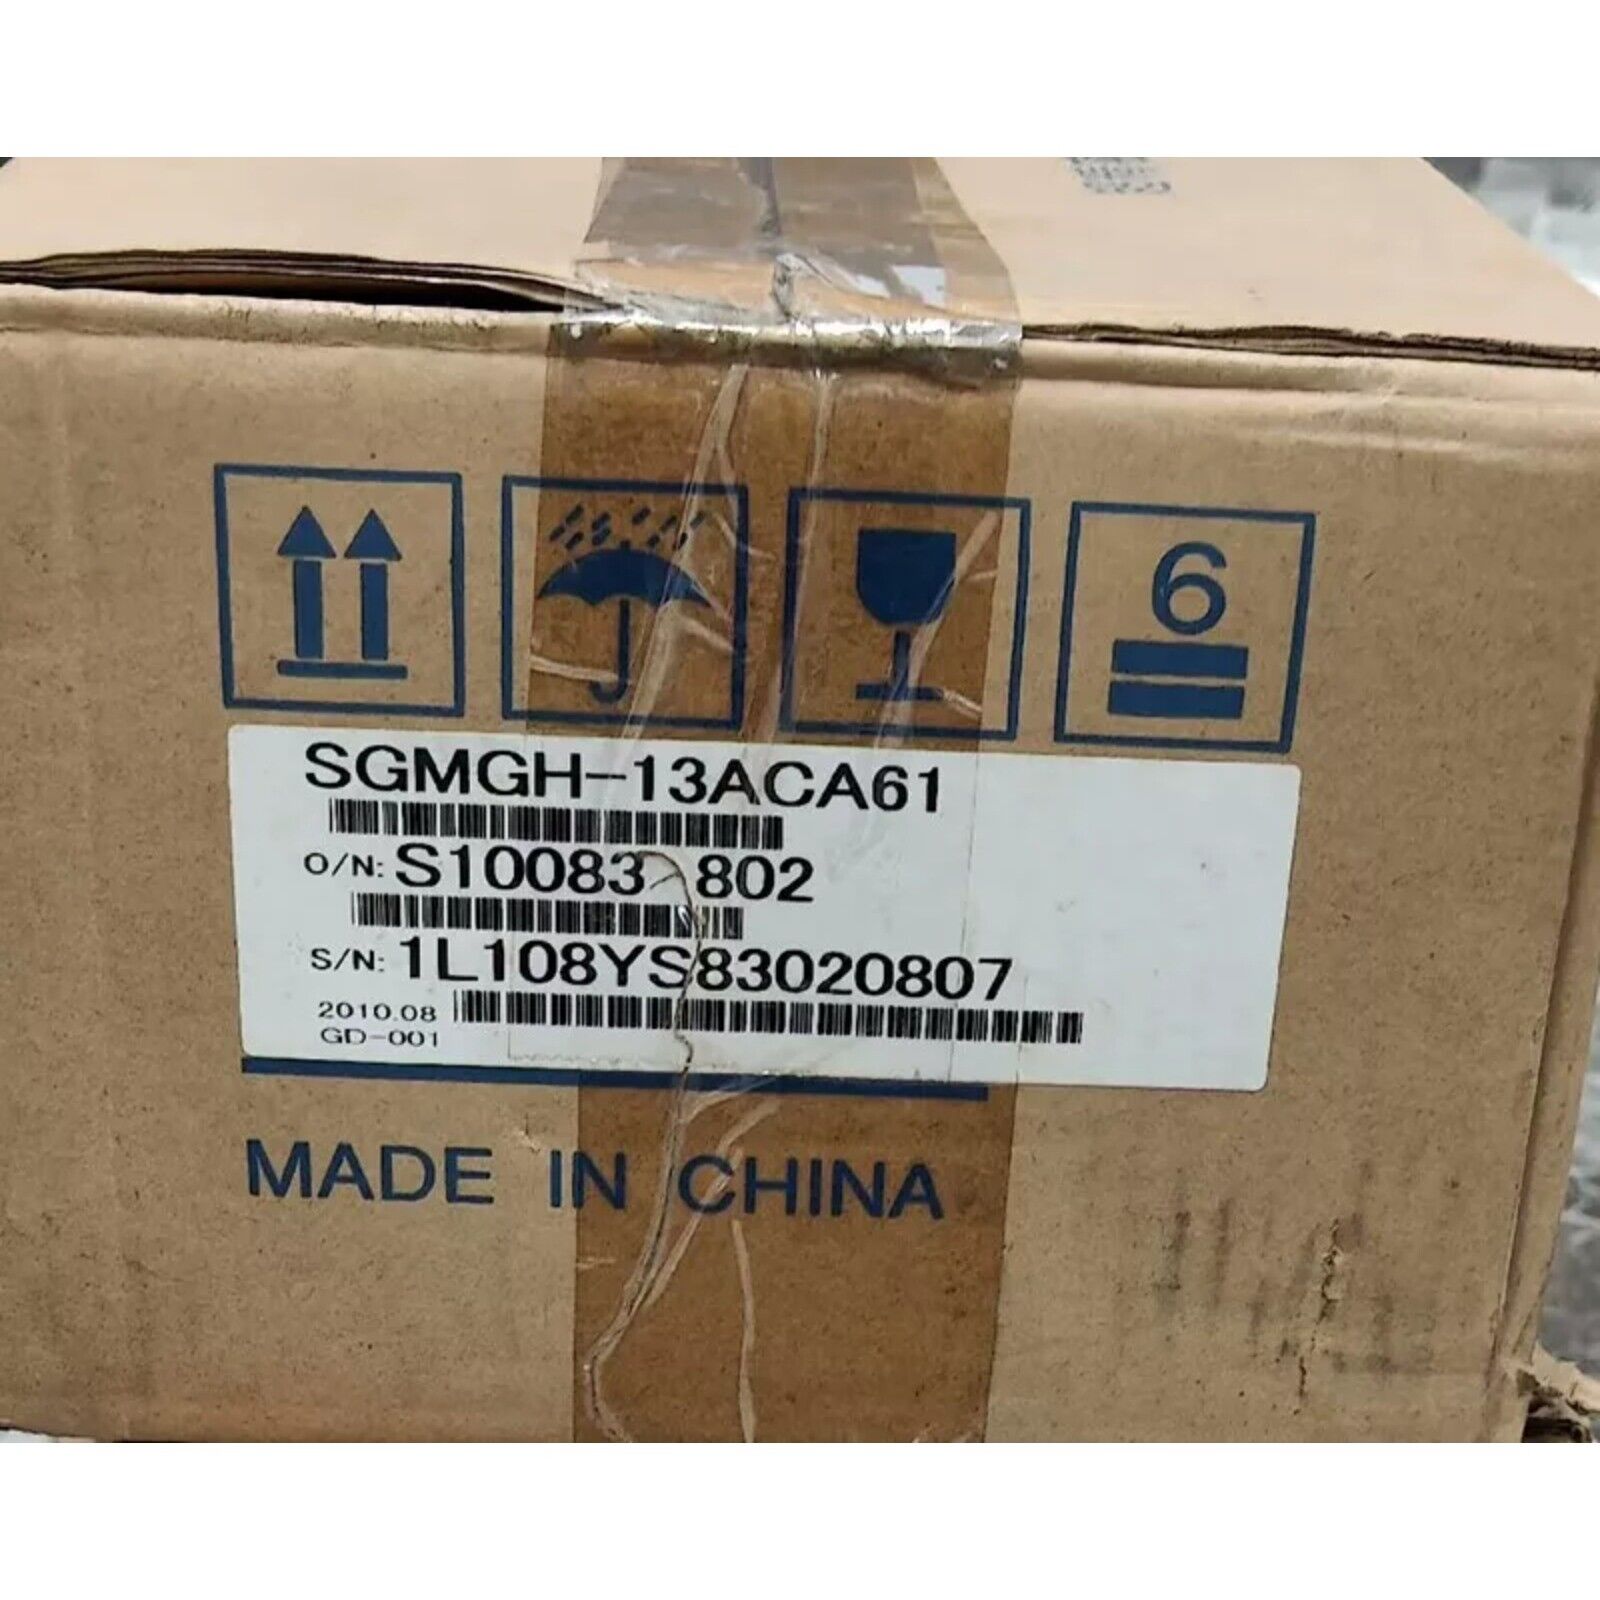 6
SGMGH-13ACA61
O/N: S10083 802
S/N: 1L108YS83020807
2010.08
GD-001
MADE IN CHINA